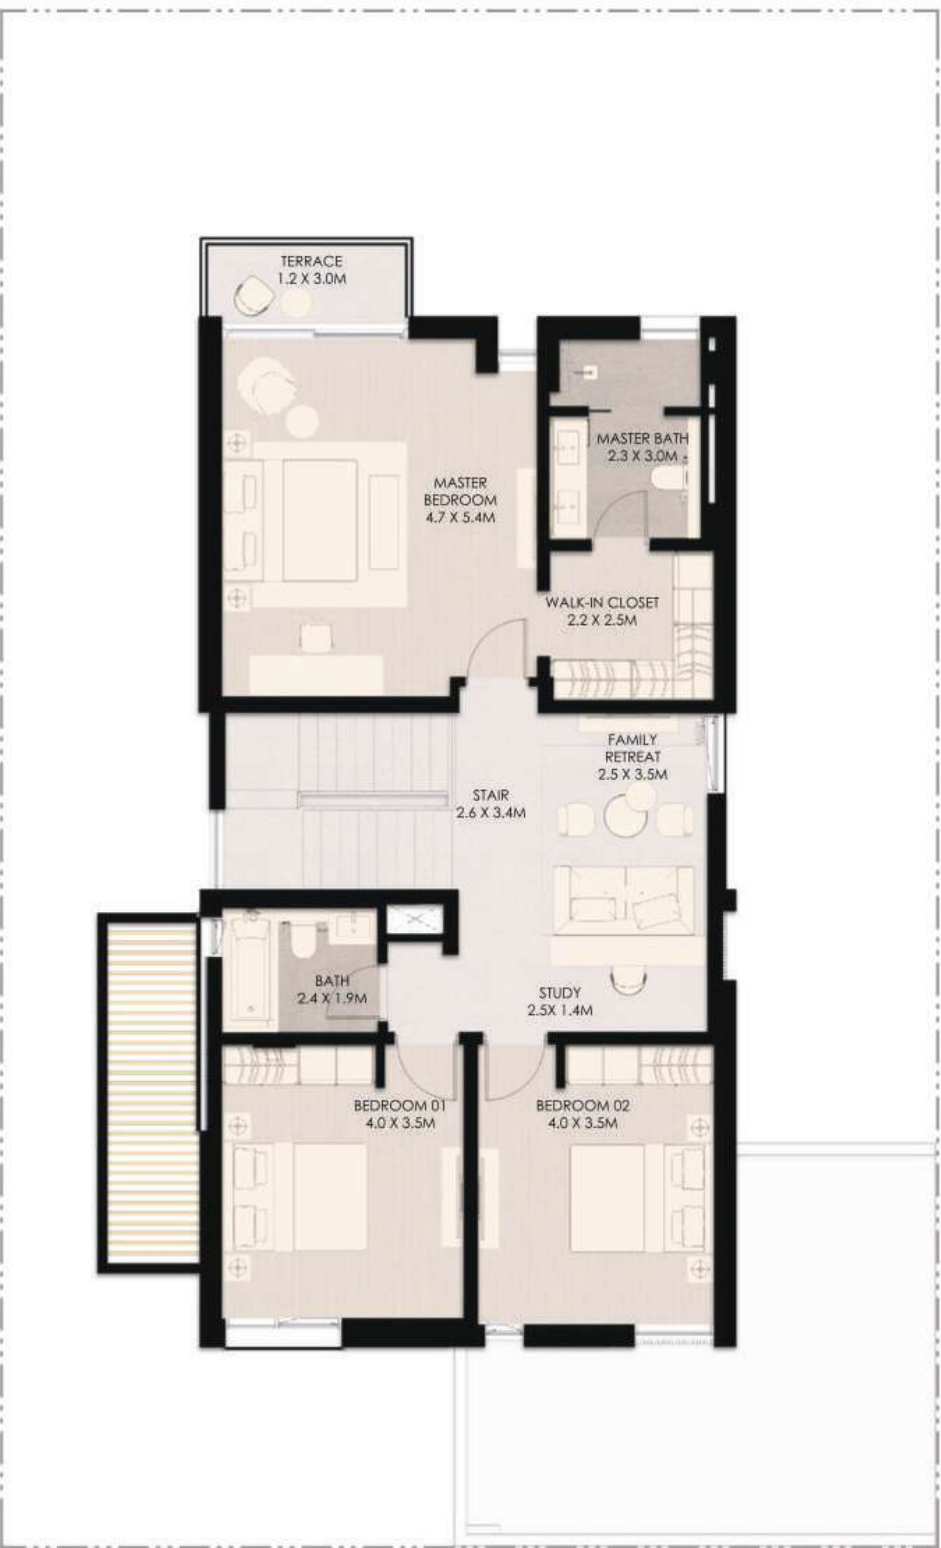 TERRACE
1.2 X 3.0M
MASTER BATH
2.3 X 3.0M
MASTER
BEDROOM
4.7 X 5.4M
WALK-IN CLOSET
2.2 X 2.5M
FAMILY
RETREAT
2.5 X 3.5M
STAIR
2.6 X 3.4M
BATH
2.4 X 1.9M
STUDY
2.5X 1.4M
BEDROOM 01
4.0 X 3.5M
BEDROOM 02
4.0 X 3.5M